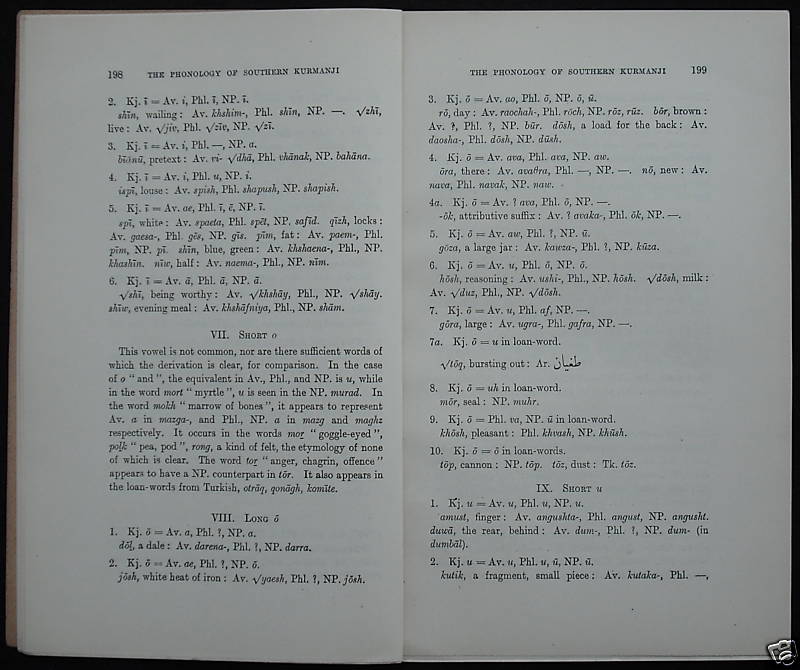 198 THE PHONOLOGY OF SOUTHERN KURMANJI
2. Kj. ī = Av. i, Phl. ī, NP. ī.
shīn, wailing: Av. khshim-, Phl. shīn, NP. —. √zhī,
live: Av. √jiv, Phl. √zīv, NP. √zī.
3. Kj. ī = Av. i, Phl. —, NP. a.
pretext: Av. vi- √dhā, Phl. vhānak, NP. bahāna.
4. Kj. ī = Av. i, Phl. u, NP. i.
ispī, louse: Av. spish, Phl. shapush, NP. shapish.
5. Kj. ī = Av. ae, Phl. ī, ē, NP. ī.
spī, white: Av. spaeta, Phl. spēt, NP. safīd. qīzh, locks:
Av. gaesa-, Phl. gēs, NP. gīs. pīm, fat: Av. paem-, Phl.
pīm, NP. pī. shīn, blue, green: Av. khshaena-, Phl., NP.
khashīn. nīw, half: Av. naema-, Phl., NP. nīm.
6. Kj. ī = Av. ā, Phl. ā, NP. ā.
√shī, being worthy: Av. √khshāy, Phl., NP. √shāy.
shīw, evening meal: Av. khshāfniya, Phl., NP. shām.
VII. SHORT o
This vowel is not common, nor are there sufficient words of
which the derivation is clear, for comparison. In the case
of o "and", the equivalent in Av., Phl., and NP. is u, while
in the word mort "myrtle", u is seen in the NP. murad. In
the word mokh "marrow of bones", it appears to represent
Av. a in mazga-, and Phl., NP. a in mazg and maghz
respectively. It occurs in the words moṛ "goggle-eyed",
poḷk "pea, pod", rong, a kind of felt, the etymology of none
of which is clear. The word toṛ "anger, chagrin, offence"
appears to have a NP. counterpart in tōr. It also appears in
the loan-words from Turkish, otrāq, qonāgh, komīte.
VIII. LONG ō
1. Kj. ō = Av. a, Phl. ?, NP. a.
dōḷ, a dale: Av. darena-, Phl. ?, NP. darra.
2. Kj. ō = Av. ae, Phl. ?, NP. ō.
jōsh, white heat of iron: Av. √yaesh, Phl. ?, NP. jōsh.
THE PHONOLOGY OF SOUTHERN KURMANJI 199
3. Kj. ō = Av. ao, Phl. ō, NP. ō, ū.
rō, day: Av. raochah-, Phl. rōch, NP. rōz, rūz. bōr, brown:
Av. ?, Phl. ?, NP. būr. dōsh, a load for the back: Av.
daosha-, Phl. dōsh, NP. dūsh.
4. Kj. ō = Av. ava, Phl. ava, NP. aw.
ōra, there: Av. avaθra, Phl. —, NP. —. nō, new: Av.
nava, Phl. navak, NP. naw.
4a. Kj. ō = Av. ? ava, Phl. ō, NP. —.
-ōk, attributive suffix: Av. ? avaka-, Phl. ōk, NP. —.
5. Kj. ō = Av. aw, Phl. ?, NP. ū.
gōza, a large jar: Av. kawza-, Phl. ?, NP. kūza.
6. Kj. ō = Av. u, Phl. ō, NP. ō.
hōsh, reasoning: Av. ushi-, Phl., NP. hōsh. √dōsh, milk:
Av. √duz, Phl., NP. √dōsh.
7. Kj. ō = Av. u, Phl. af, NP. —.
gōra, large: Av. ugra-, Phl. gafra, NP. —.
7a. Kj. ō = u in loan-word.
√tōq, bursting out: Ar. طغيان
8. Kj. ō = uh in loan-word.
mōr, seal: NP. muhr.
9. Kj. ō = Phl. va, NP. ū in loan-word.
khōsh, pleasant: Phl. khvash, NP. khūsh.
10. Kj. ō = ō in loan-words.
tōp, cannon: NP. tōp. tōz, dust: Tk. tōz.
IX. SHORT u
1. Kj. u = Av. u, Phl. u, NP. u.
amust, finger: Av. angushta-, Phl. angust, NP. angusht.
duwā, the rear, behind: Av. dum-, Phl. ?, NP. dum- (in
dumbāl).
2. Kj. u = Av. u, Phl. u, ū, NP. ū.
kutik, a fragment, small piece: Av. kutaka-, Phl. —,